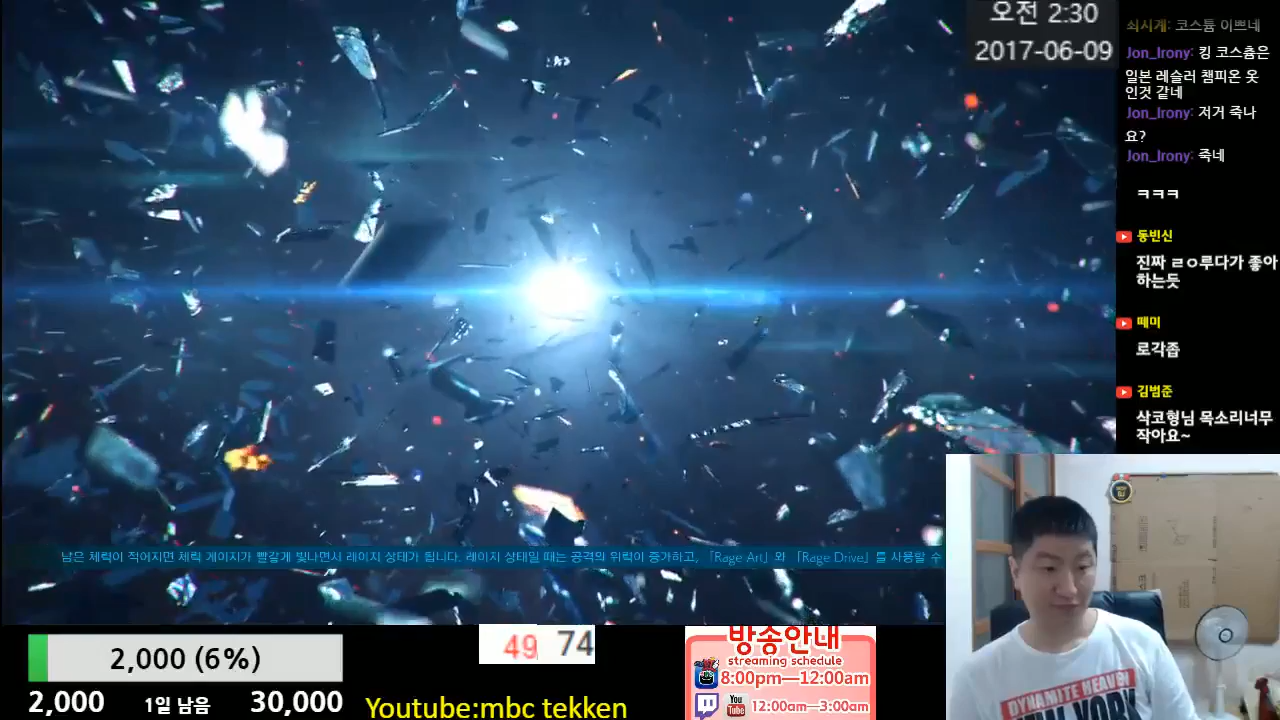 오전 2:30
2017-06-09
최시게: 코스튬 이쁘네
Jon_Irony: 킹 코스츔은
일본 레슬러 챔피온 옷
인것 같네
Jon_Irony: 저거 죽나
요?
Jon_Irony: 죽네
ㅋㅋㅋ
동빈신
진짜 ㄹㅇ루다가 좋아
하는듯
떼미
로각좁
김범준
삭코형님 목소리너무
작아요~
남은 체력이 적어지면 체력 게이지가 빨갛게 빛나면서 레이지 상태가 됩니다. 레이지 상태일 때는 공격의 위력이 증가하고, 「Rage Art」와 「Rage Drive」를 사용할 수
2,000 (6%)
2,000 1일 남음 30,000
49 74
Youtube:mbc tekken
방송안내
streaming schedule
8:00pm—12:00am
You Tube 12:00am—3:00am
DYNAMITE HEAVEN
NEW YORK